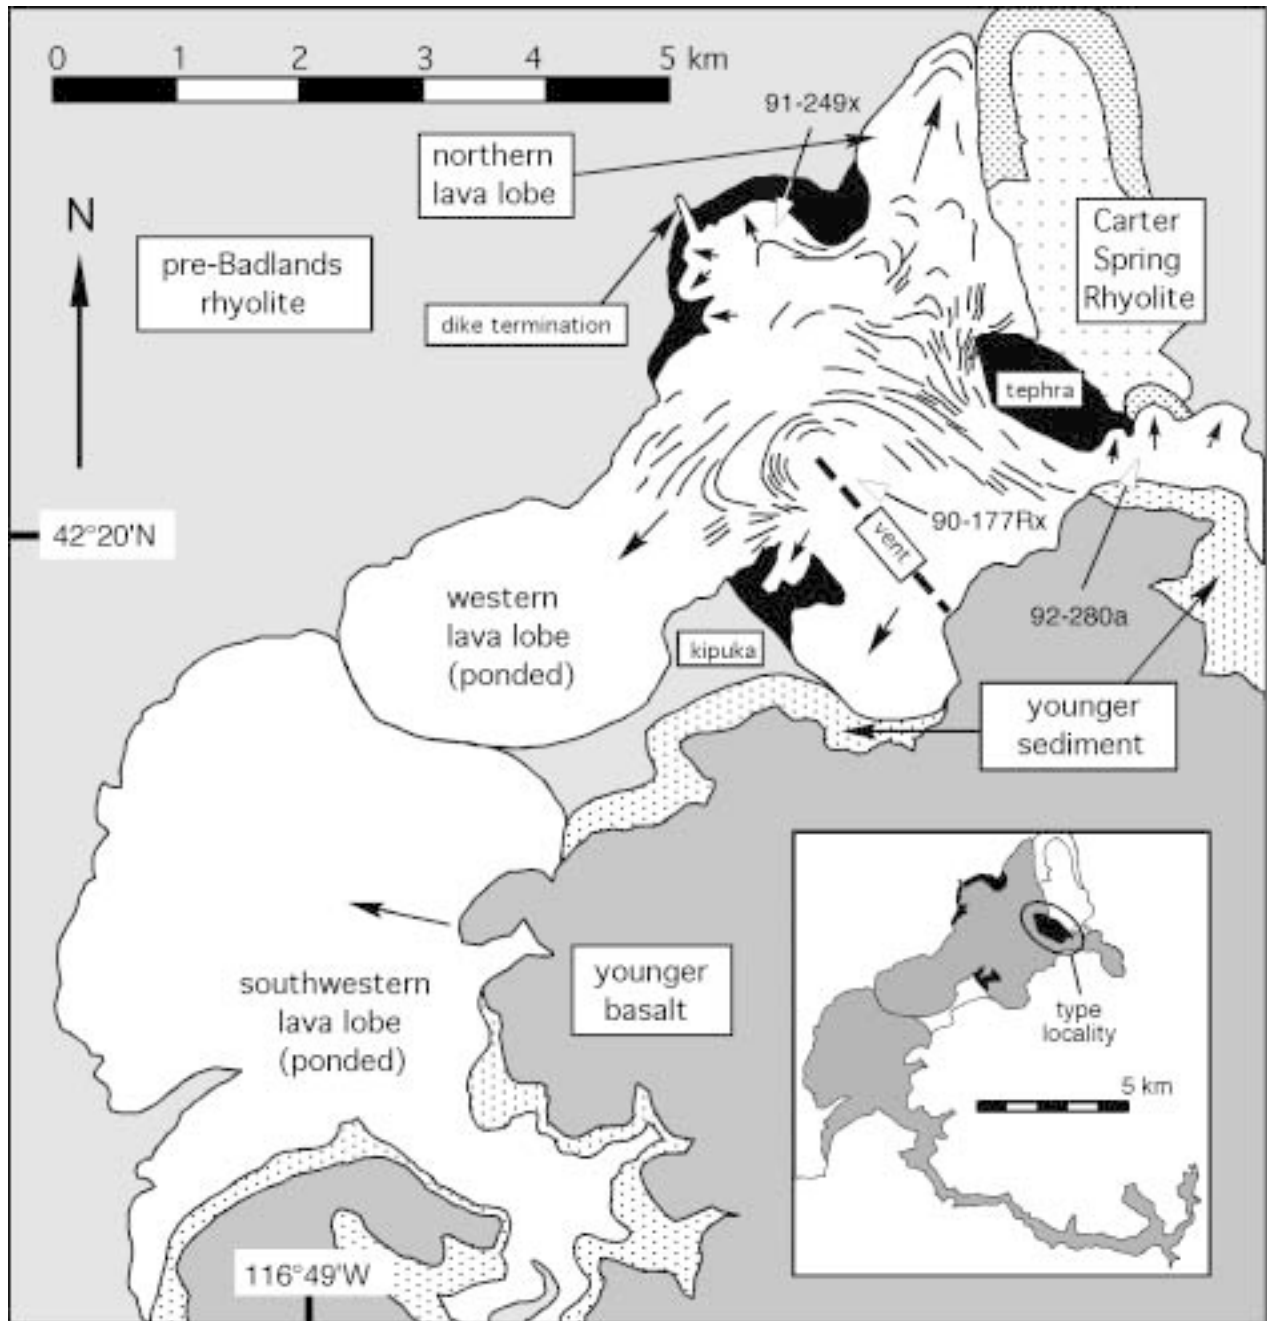 0 1 2 3 4 5 km
91-249x
northern
lava lobe
N
pre-Badlands
rhyolite
Carter
Spring
Rhyolite
dike termination
tephra
42°20'N
90-177Rx
vent
western
lava lobe
(ponded)
92-280a
kipuka
younger
sediment
southwestern
lava lobe
(ponded)
younger
basalt
type
locality
5 km
116°49'W